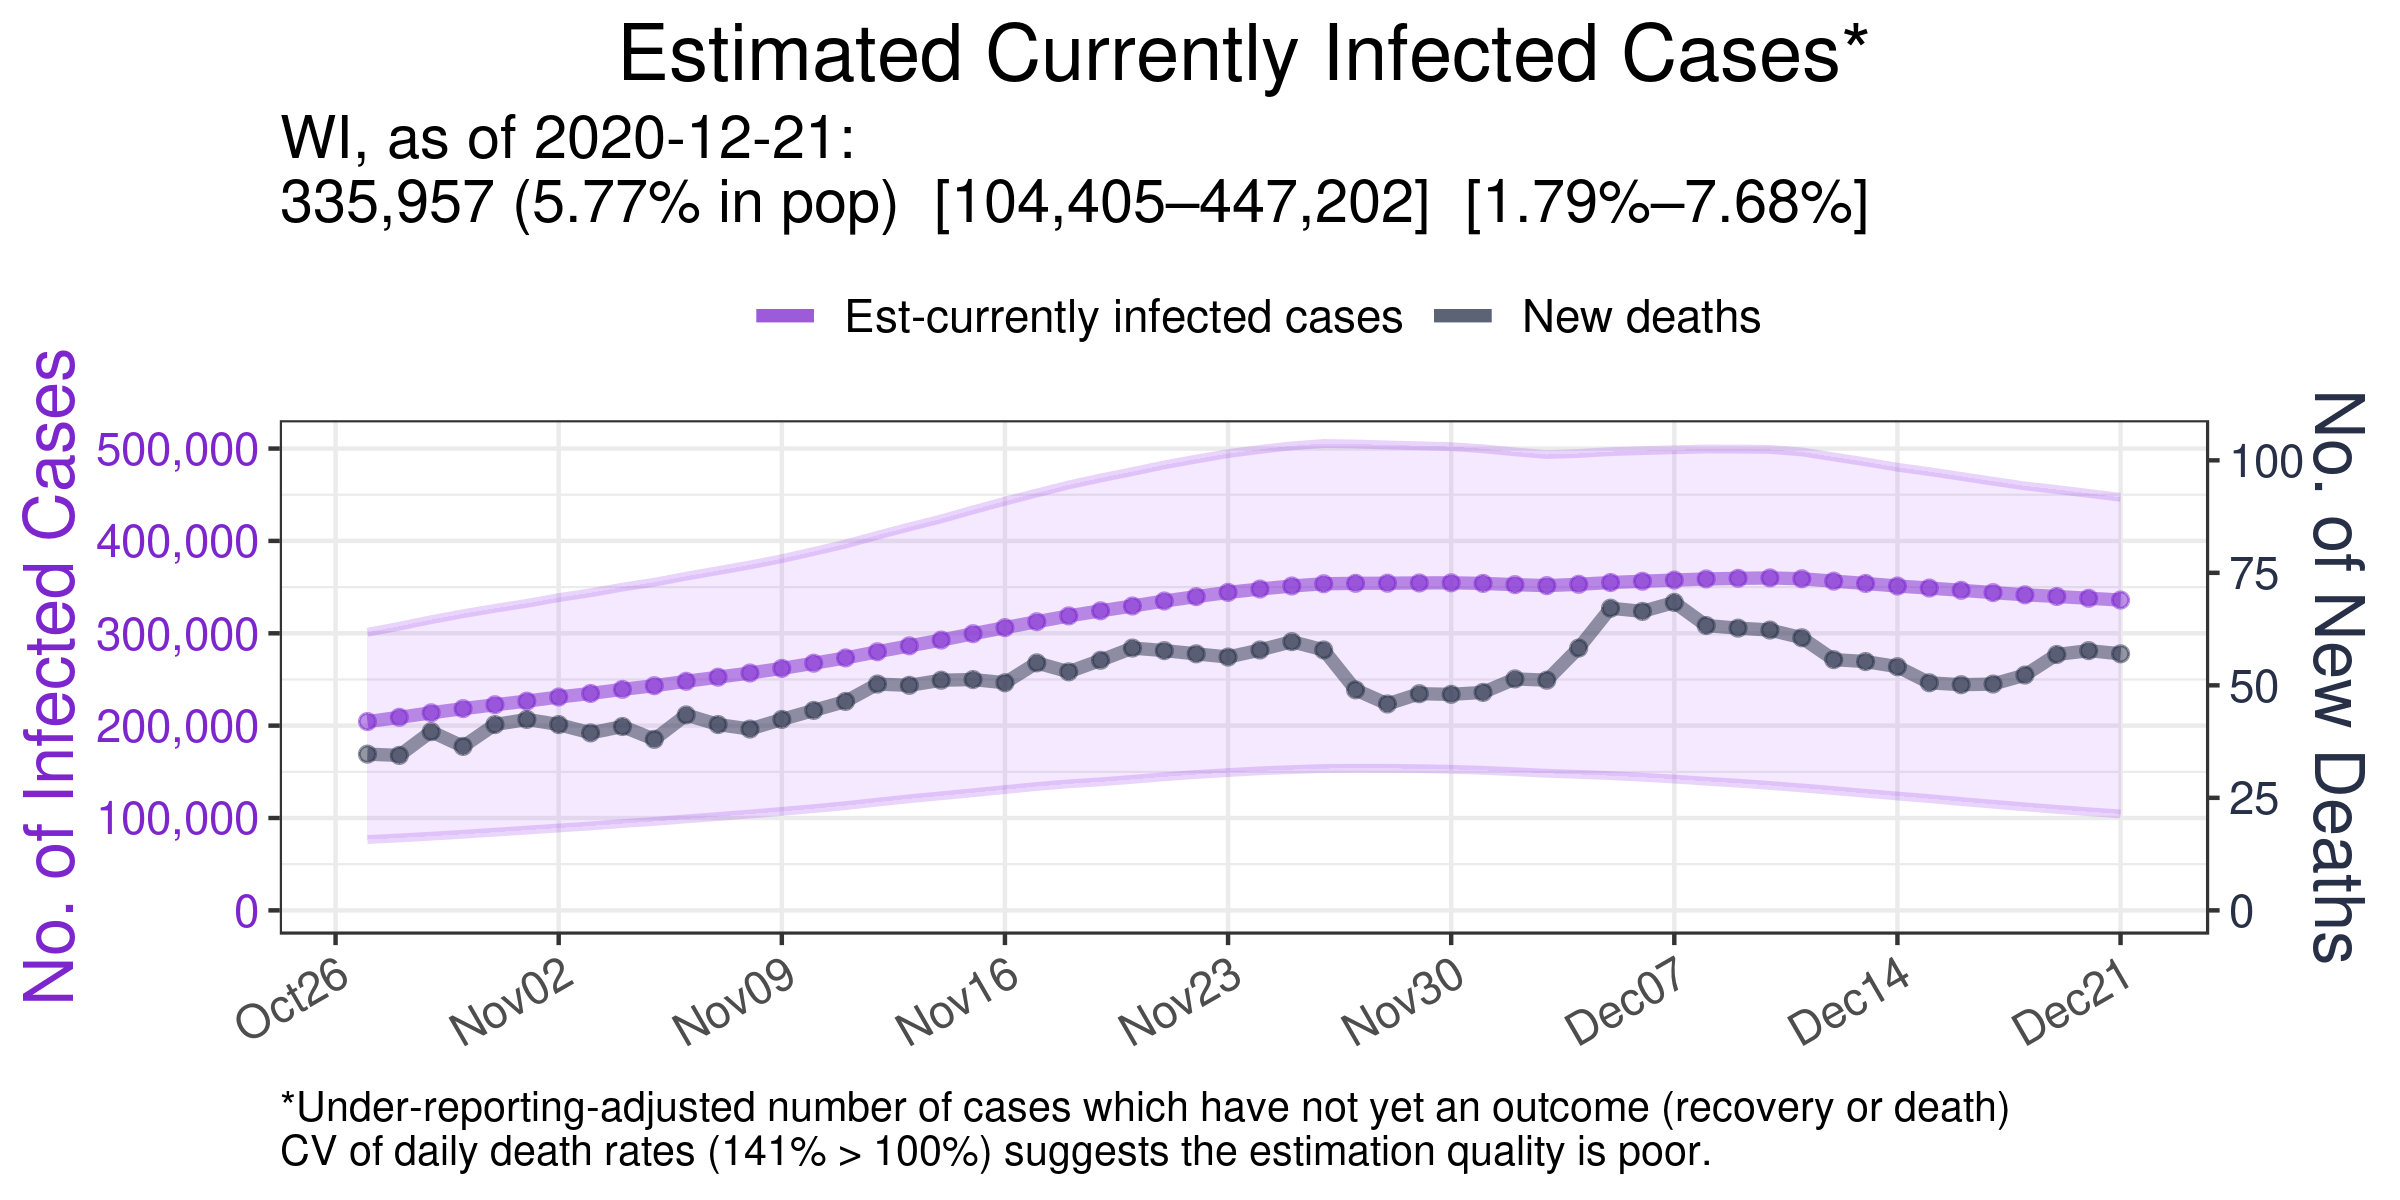 Estimated Currently Infected Cases*
WI, as of 2020-12-21:
335,957 (5.77% in pop)  [104,405–447,202]  [1.79%–7.68%]
Est-currently infected cases
New deaths
No. of Infected Cases
500,000
400,000
300,000
200,000
100,000
0
100
75
50
25
0
No. of New Deaths
Oct26
Nov02
Nov09
Nov16
Nov23
Nov30
Dec07
Dec14
Dec21
*Under-reporting-adjusted number of cases which have not yet an outcome (recovery or death)
CV of daily death rates (141% > 100%) suggests the estimation quality is poor.